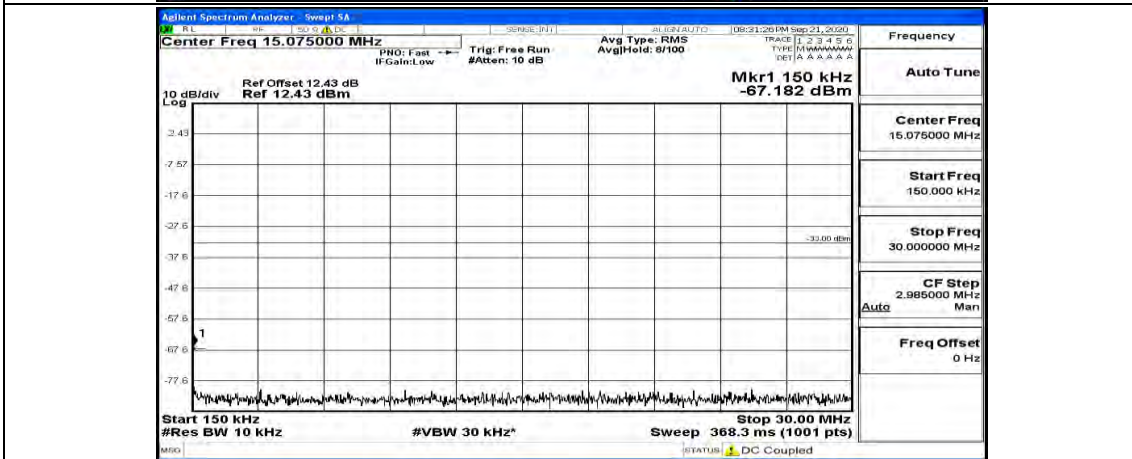 Agilent Spectrum Analyzer - Swept SA
RL RF 50 Ω DC SENSE:INT ALIGN AUTO 08:31:26 PM Sep 21, 2020
Center Freq 15.075000 MHz
PNO: Fast
IFGain:Low
Trig: Free Run
#Atten: 10 dB
Avg Type: RMS
Avg|Hold: 8/100
TRACE 1 2 3 4 5 6
TYPE M WWWWW
DET A A A A A A
Frequency
Ref Offset 12.43 dB
10 dB/div Ref 12.43 dBm
Log
Mkr1 150 kHz
-67.182 dBm
2.43
-7.57
-17.6
-27.6
-33.00 dBm
-37.6
-47.6
-57.6
1
-67.6
-77.6
Start 150 kHz
Stop 30.00 MHz
#Res BW 10 kHz
#VBW 30 kHz*
Sweep 368.3 ms (1001 pts)
MSG
STATUS DC Coupled
Auto Tune
Center Freq
15.075000 MHz
Start Freq
150.000 kHz
Stop Freq
30.000000 MHz
CF Step
2.985000 MHz
Auto Man
Freq Offset
0 Hz